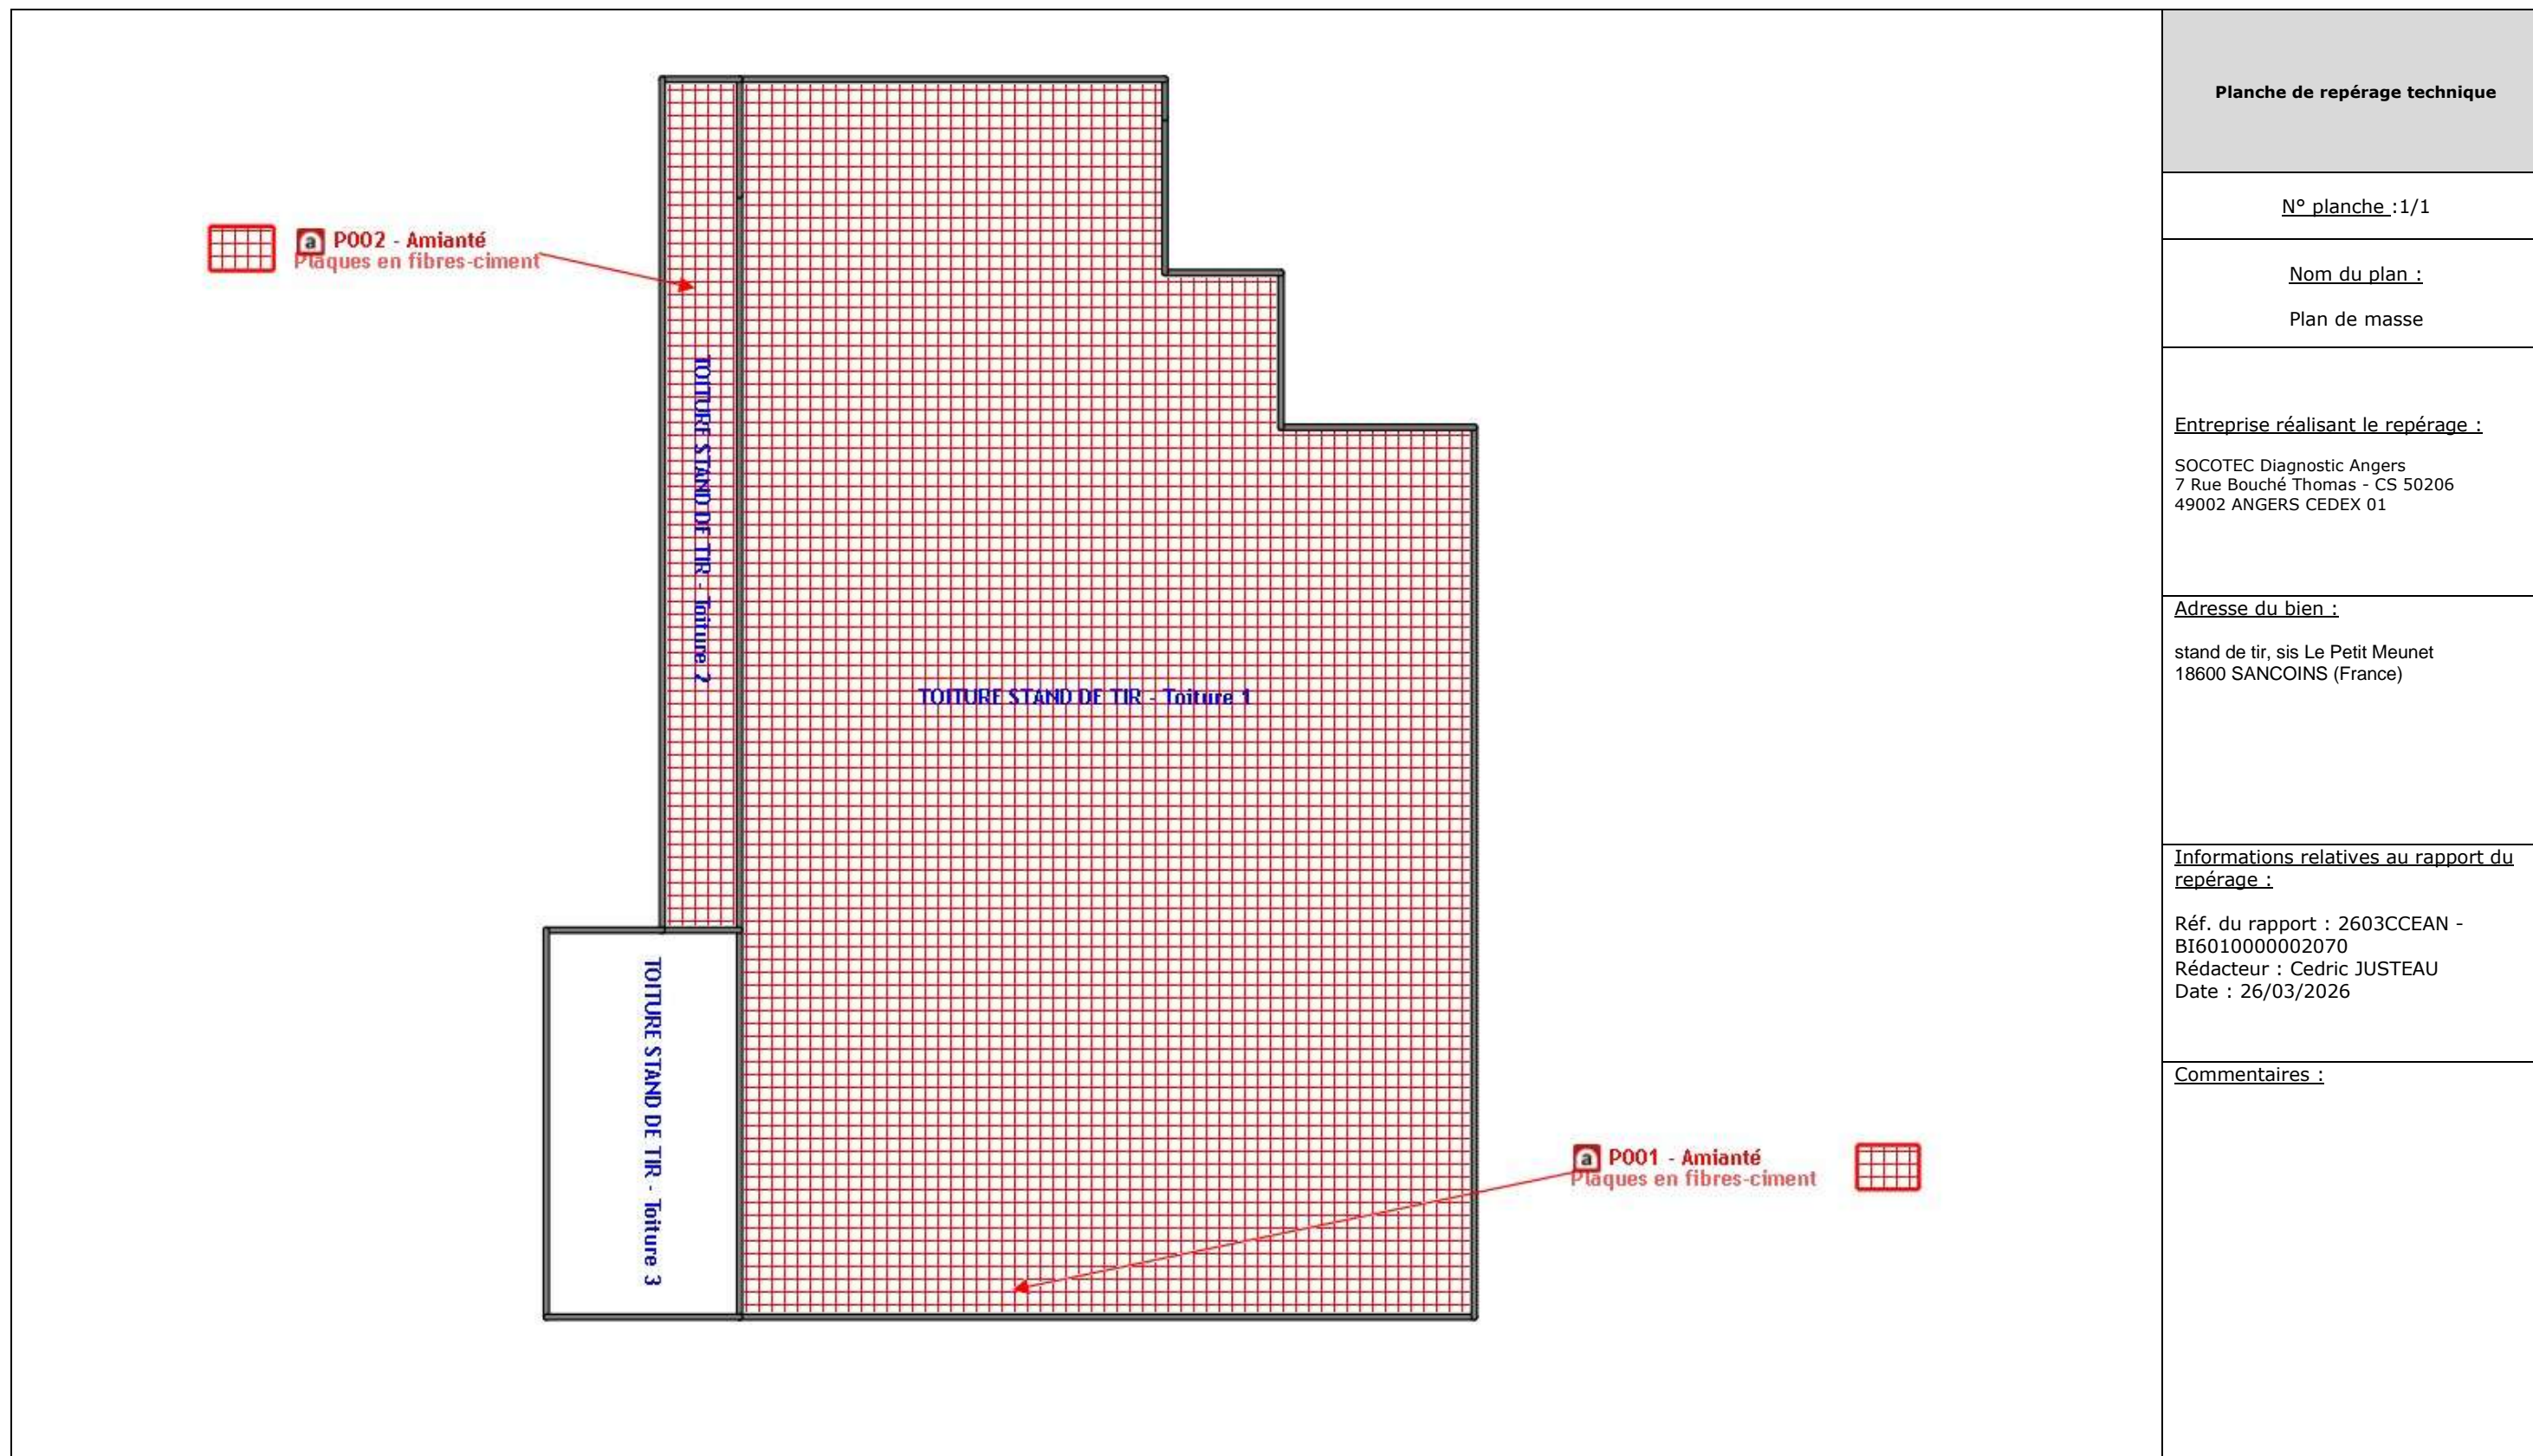 P002 - Amianté
Plaques en fibres-ciment
TOITURE STAND DE TIR - Toiture 2
TOITURE STAND DE TIR - Toiture 1
TOITURE STAND DE TIR - Toiture 3
a P001 - Amianté
Plaques en fibres-ciment
Planche de repérage technique
N° planche :1/1
Nom du plan :
Plan de masse
Entreprise réalisant le repérage :
SOCOTEC Diagnostic Angers
7 Rue Bouché Thomas - CS 50206
49002 ANGERS CEDEX 01
Adresse du bien :
stand de tir, sis Le Petit Meunet
18600 SANCOINS (France)
Informations relatives au rapport du
repérage :
Réf. du rapport : 2603CCEAN -
BI6010000002070
Rédacteur : Cedric JUSTEAU
Date : 26/03/2026
Commentaires :